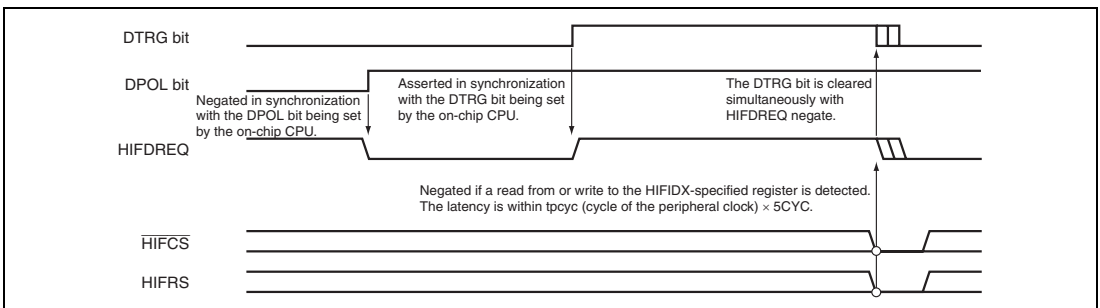 DTRG bit
DPOL bit
Negated in synchronization
with the DPOL bit being set
by the on-chip CPU.
Asserted in synchronization
with the DTRG bit being set
by the on-chip CPU.
The DTRG bit is cleared
simultaneously with
HIFDREQ negate.
HIFDREQ
Negated if a read from or write to the HIFIDX-specified register is detected.
The latency is within tpcyc (cycle of the peripheral clock) × 5CYC.
HIFCS
HIFRS